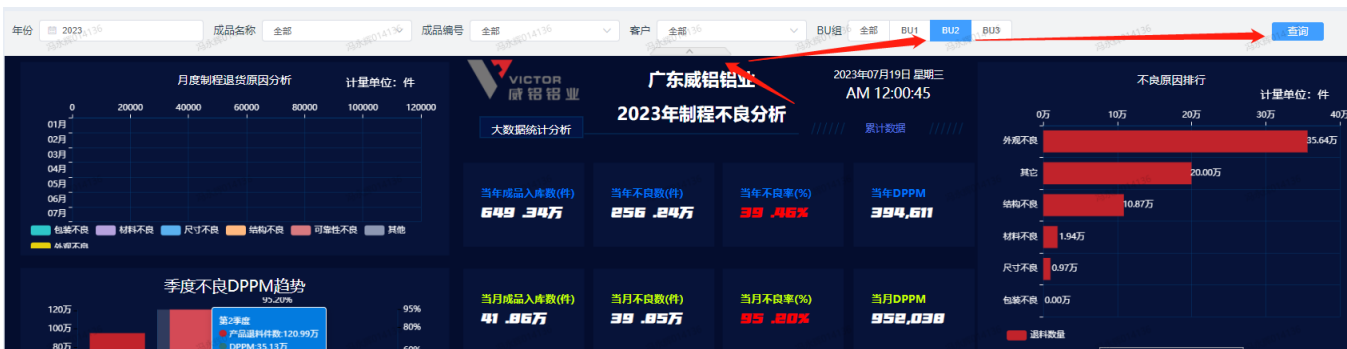 年份 2023 成品名称 全部 成品编号 全部 客户 全部 BU组 全部 BU1 BU2 BU3 查询
月度制程退货原因分析 计量单位：件
0 20000 40000 60000 80000 100000 120000
01月
02月
03月
04月
05月
06月
07月
包装不良 材料不良 尺寸不良 结构不良 可靠性不良 其他
外观不良
季度不良DPPM趋势
95.20%
120万 95%
100万 80%
80万 60%
第2季度
产品退料件数:120.99万
DPPM:35.13万
VICTOR
威铝铝业
大数据统计分析
广东威铝铝业
2023年制程不良分析
2023年07月19日 星期三
AM 12:00:45
////// 累计数据 //////
当年成品入库数(件) 当年不良数(件) 当年不良率(%) 当年DPPM
649 .34万 256 .24万 39 .46% 394,611
当月成品入库数(件) 当月不良数(件) 当月不良率(%) 当月DPPM
41 .86万 39 .85万 95 .20% 952,038
不良原因排行
计量单位：件
0万 10万 20万 30万 40万
外观不良 35.64万
其它 20.00万
结构不良 10.87万
材料不良 1.94万
尺寸不良 0.97万
包装不良 0.00万
退料数量